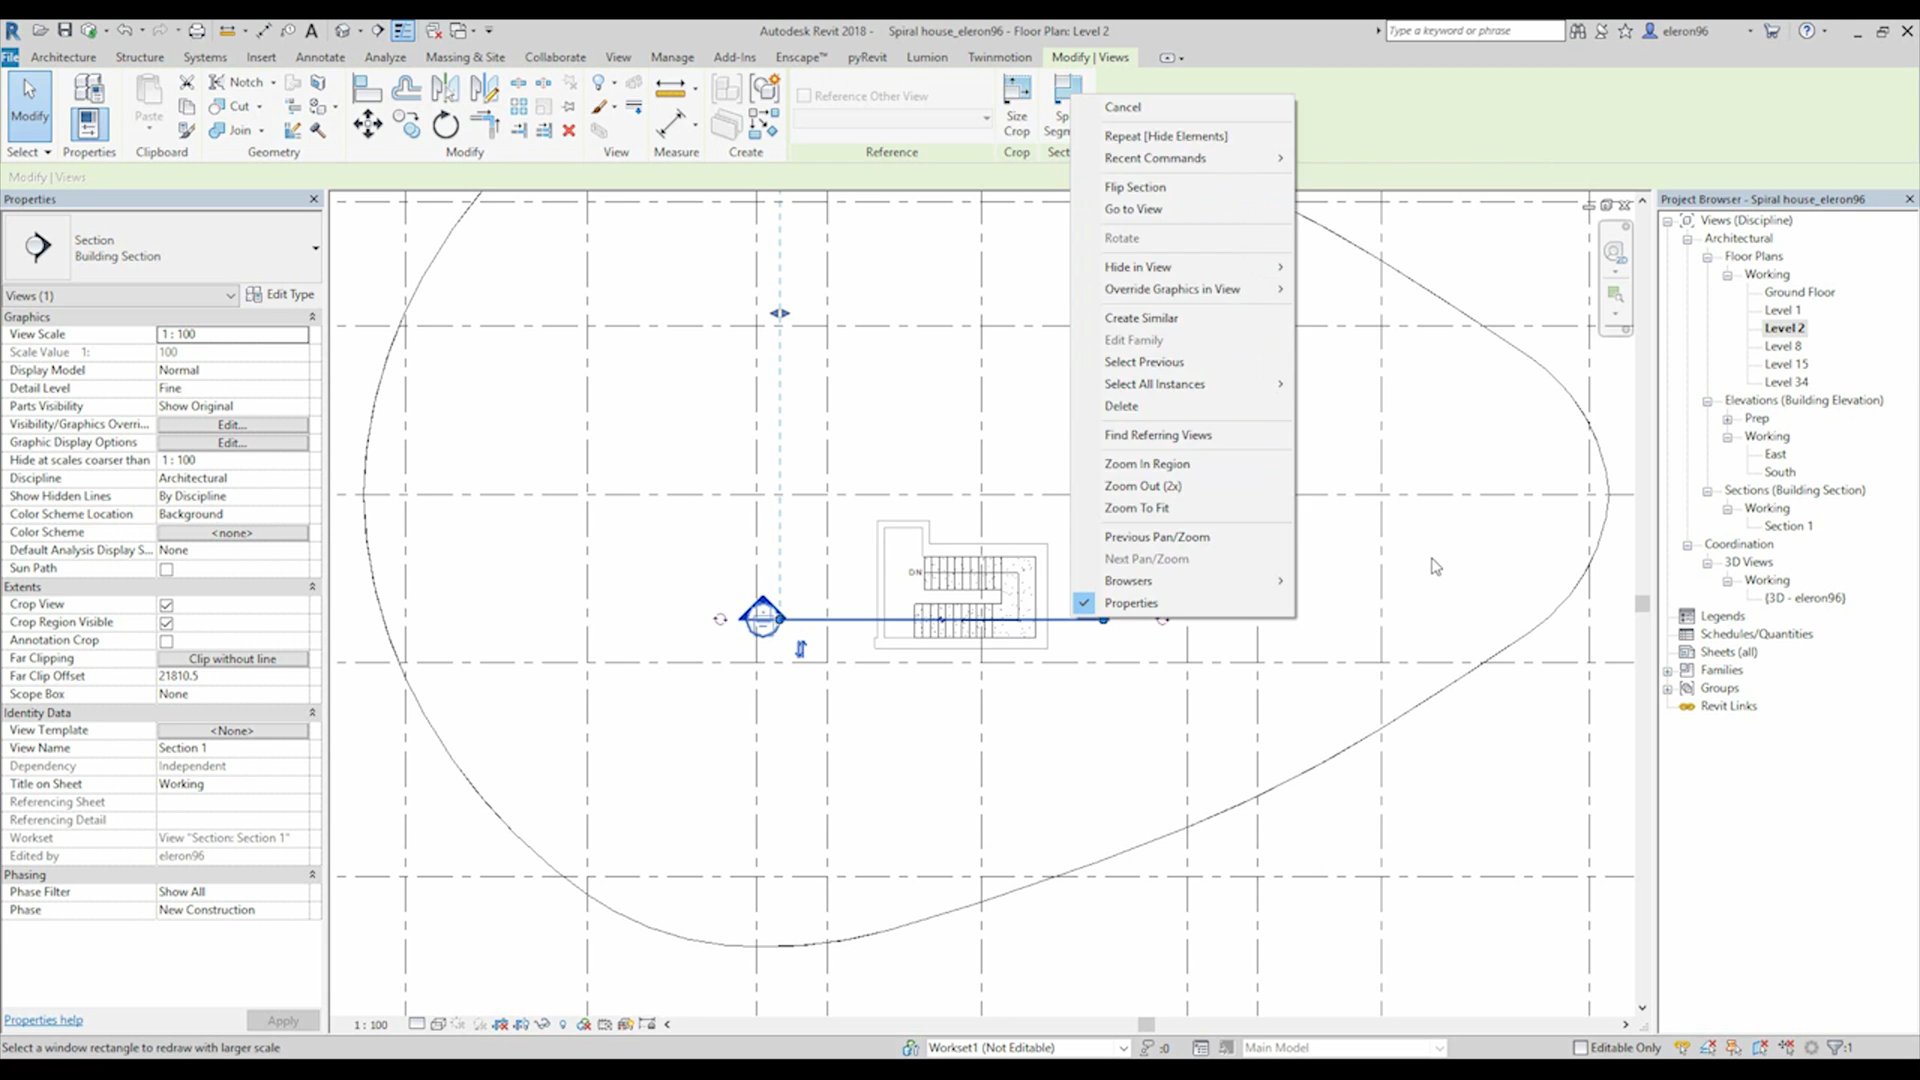 Autodesk Revit 2018 - Spiral house_eleron96 - Floor Plan: Level 2
Type a keyword or phrase
eleron96
File Architecture Structure Systems Insert Annotate Analyze Massing & Site Collaborate View Manage Add-Ins Enscape™ pyRevit Lumion Twinmotion Modify | Views
Modify
Paste
Notch
Cut
Join
Reference Other View
Size
Crop
Sp
Segm
Select Properties Clipboard Geometry Modify View Measure Create Reference Crop Sect
Modify | Views
Properties
Section
Building Section
Views (1) Edit Type
Graphics
View Scale 1 : 100
Scale Value 1: 100
Display Model Normal
Detail Level Fine
Parts Visibility Show Original
Visibility/Graphics Overri... Edit...
Graphic Display Options Edit...
Hide at scales coarser than 1 : 100
Discipline Architectural
Show Hidden Lines By Discipline
Color Scheme Location Background
Color Scheme <none>
Default Analysis Display S... None
Sun Path
Extents
Crop View
Crop Region Visible
Annotation Crop
Far Clipping Clip without line
Far Clip Offset 21810.5
Scope Box None
Identity Data
View Template <None>
View Name Section 1
Dependency Independent
Title on Sheet Working
Referencing Sheet
Referencing Detail
Workset View "Section: Section 1"
Edited by eleron96
Phasing
Phase Filter Show All
Phase New Construction
Properties help
Apply
DN
Cancel
Repeat [Hide Elements]
Recent Commands
Flip Section
Go to View
Rotate
Hide in View
Override Graphics in View
Create Similar
Edit Family
Select Previous
Select All Instances
Delete
Find Referring Views
Zoom In Region
Zoom Out (2x)
Zoom To Fit
Previous Pan/Zoom
Next Pan/Zoom
Browsers
Properties
2D
Project Browser - Spiral house_eleron96
Views (Discipline)
Architectural
Floor Plans
Working
Ground Floor
Level 1
Level 2
Level 8
Level 15
Level 34
Elevations (Building Elevation)
Prep
Working
East
South
Sections (Building Section)
Working
Section 1
Coordination
3D Views
Working
{3D - eleron96}
Legends
Schedules/Quantities
Sheets (all)
Families
Groups
Revit Links
1 : 100
Select a window rectangle to redraw with larger scale
Workset1 (Not Editable)
:0
Main Model
Editable Only
:1